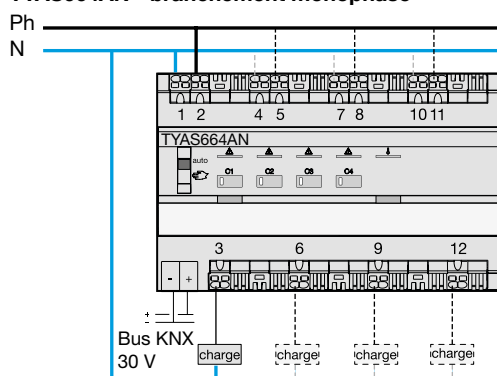 TYAS664AN - branchement monophasé
Ph
N
1 2 4 5 7 8 10 11
TYAS664AN
auto
C1 C2 C3 C4
3 6 9 12
- +
- +
Bus KNX
30 V
charge charge charge charge